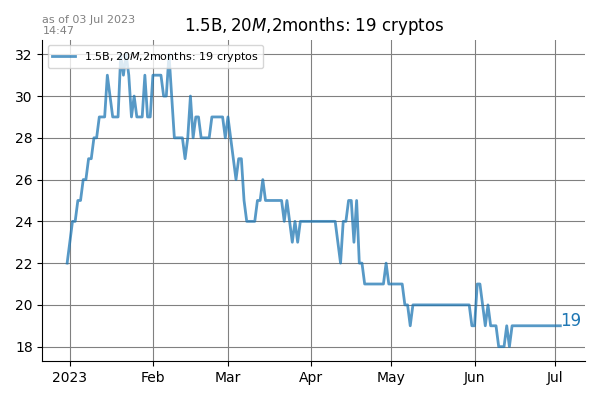 as of 03 Jul 2023
14:47
1.5B, 20M,2months: 19 cryptos
1.5B, 20M,2months: 19 cryptos
32
30
28
26
24
22
20
18
19
2023 Feb Mar Apr May Jun Jul